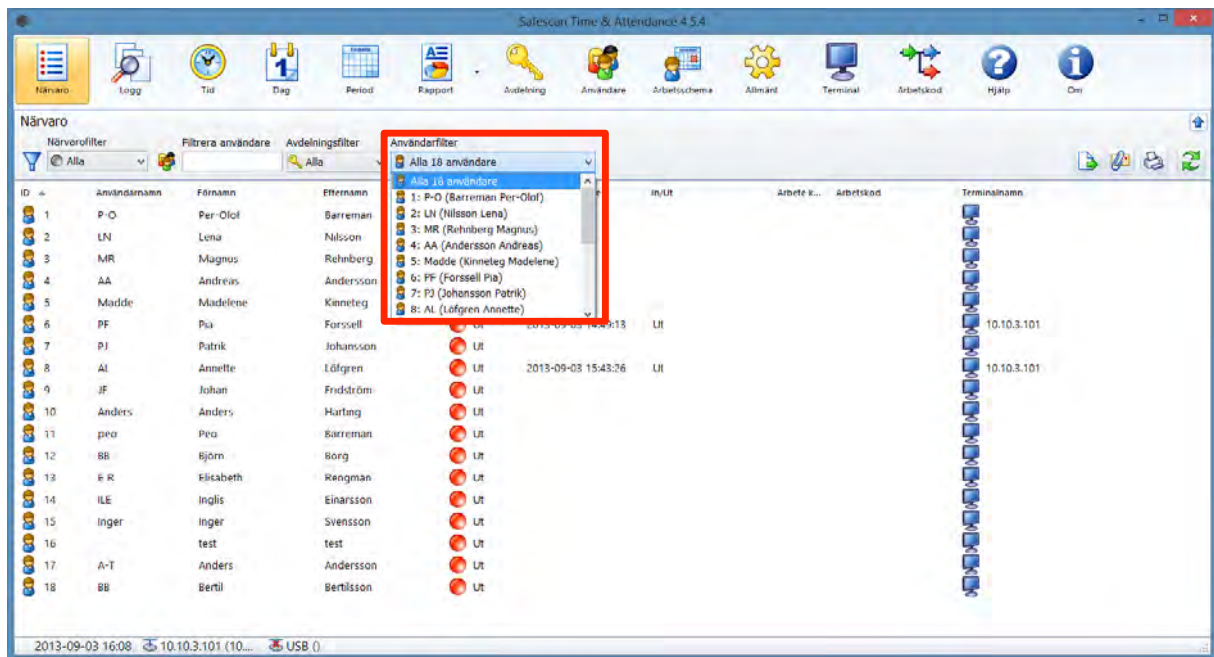 Safescan Time & Attendance 4.5.4
Närvaro Logg Tid Dag Period Rapport Avdelning Användare Arbetsschema Allmänt Terminal Arbetskod Hjälp Om
Närvaro
Närvarofilter Filtrera användare Avdelningsfilter Användarfilter
Alla Alla Alla 18 användare
Alla 18 användare
1: P-O (Barreman Per-Olof)
2: LN (Nilsson Lena)
3: MR (Rehnberg Magnus)
4: AA (Andersson Andreas)
5: Madde (Kinneteg Madelene)
6: PF (Forssell Pia)
7: PJ (Johansson Patrik)
8: AL (Löfgren Annette)
ID Användarnamn Förnamn Efternamn In/Ut Arbete k... Arbetskod Terminalnamn
1 P-O Per-Olof Barreman
2 LN Lena Nilsson
3 MR Magnus Rehnberg
4 AA Andreas Andersson
5 Madde Madelene Kinneteg
6 PF Pia Forssell Ut 2013-09-03 14:49:13 Ut 10.10.3.101
7 PJ Patrik Johansson Ut
8 AL Annette Löfgren Ut 2013-09-03 15:43:26 Ut 10.10.3.101
9 JF Johan Fridström Ut
10 Anders Anders Harting Ut
11 peo Peo Barreman Ut
12 BB Björn Borg Ut
13 E R Elisabeth Rengman Ut
14 ILE Inglis Einarsson Ut
15 Inger Inger Svensson Ut
16 test test Ut
17 A-T Anders Andersson Ut
18 BB Bertil Bertilsson Ut
2013-09-03 16:08 10.10.3.101 (10.... USB ()